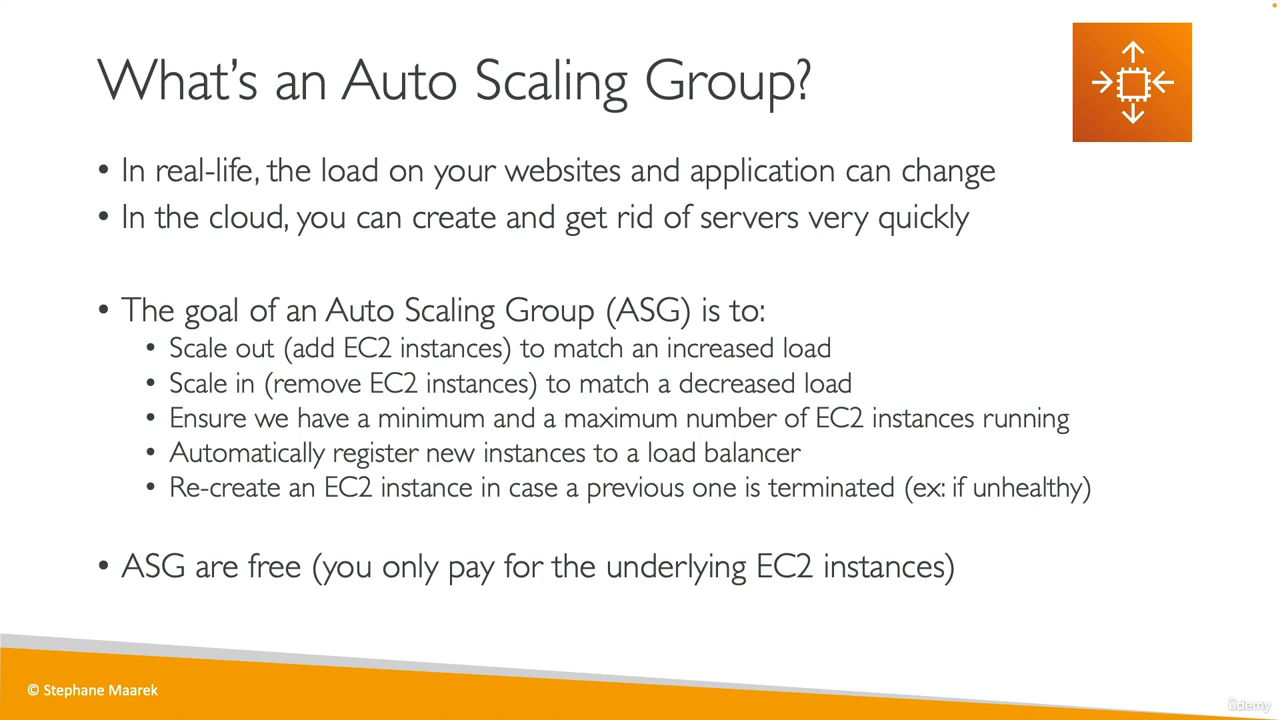 What's an Auto Scaling Group?
• In real-life, the load on your websites and application can change
• In the cloud, you can create and get rid of servers very quickly
• The goal of an Auto Scaling Group (ASG) is to:
• Scale out (add EC2 instances) to match an increased load
• Scale in (remove EC2 instances) to match a decreased load
• Ensure we have a minimum and a maximum number of EC2 instances running
• Automatically register new instances to a load balancer
• Re-create an EC2 instance in case a previous one is terminated (ex: if unhealthy)
• ASG are free (you only pay for the underlying EC2 instances)
© Stephane Maarek
ûdemy